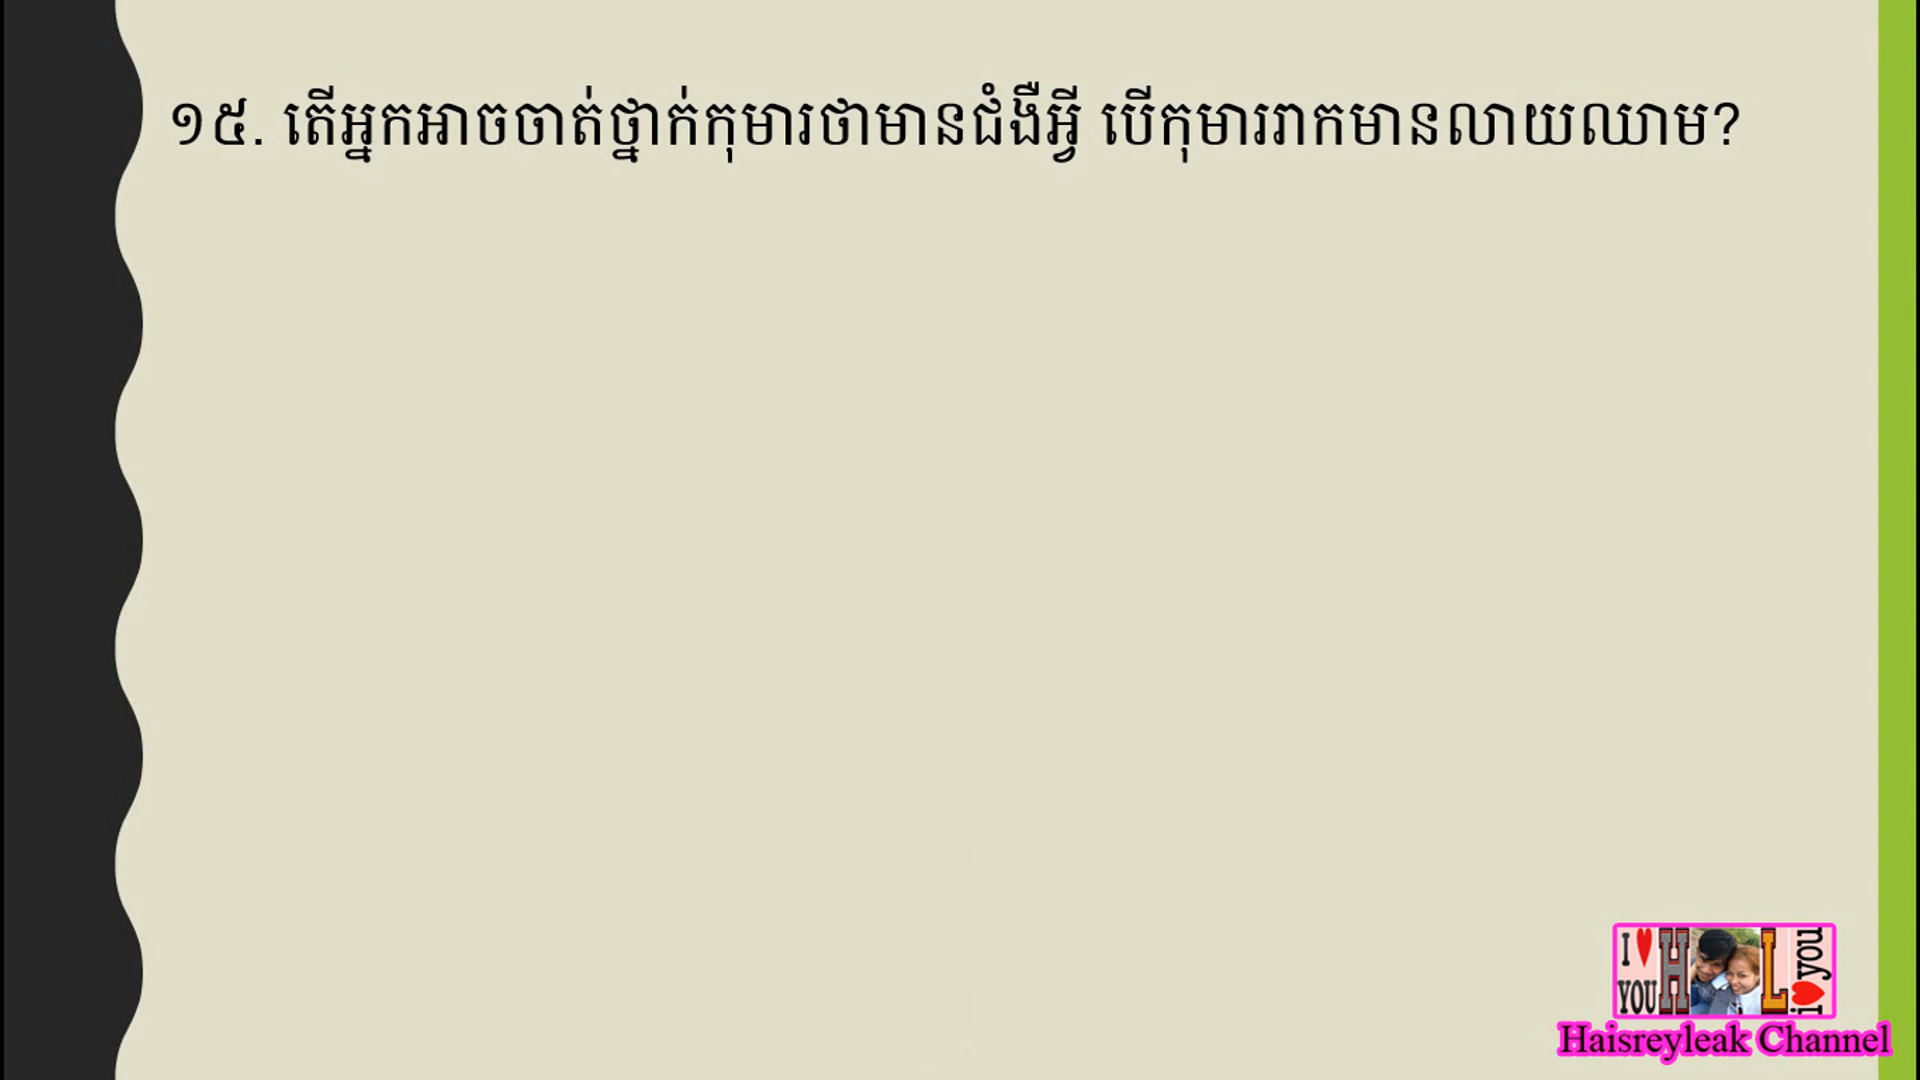 ១៥. តើអ្នកអាចចាត់ថ្នាក់កុមារថាមានជំងឺអ្វី បើកុមាររាកមានលាយឈាម?
I ♥ YOU H L i ♥ you
Haisreyleak Channel